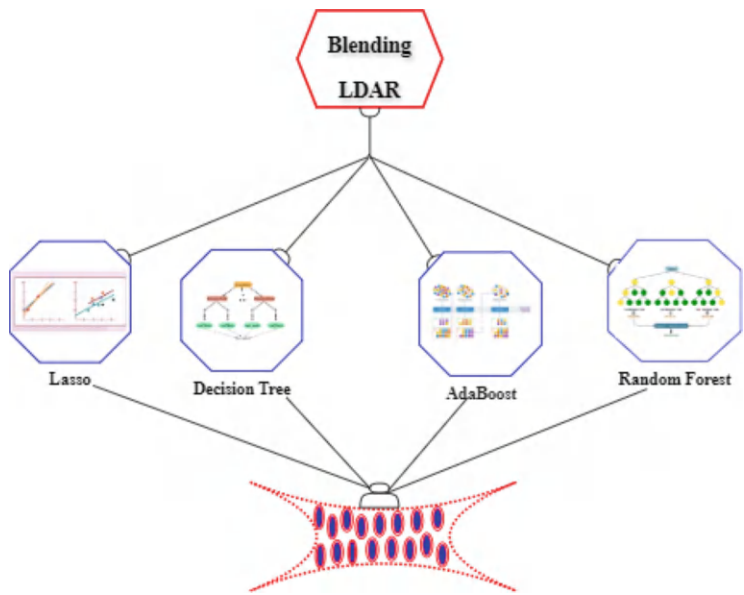 Blending
LDAR
Lasso
Decision Tree
AdaBoost
Random Forest